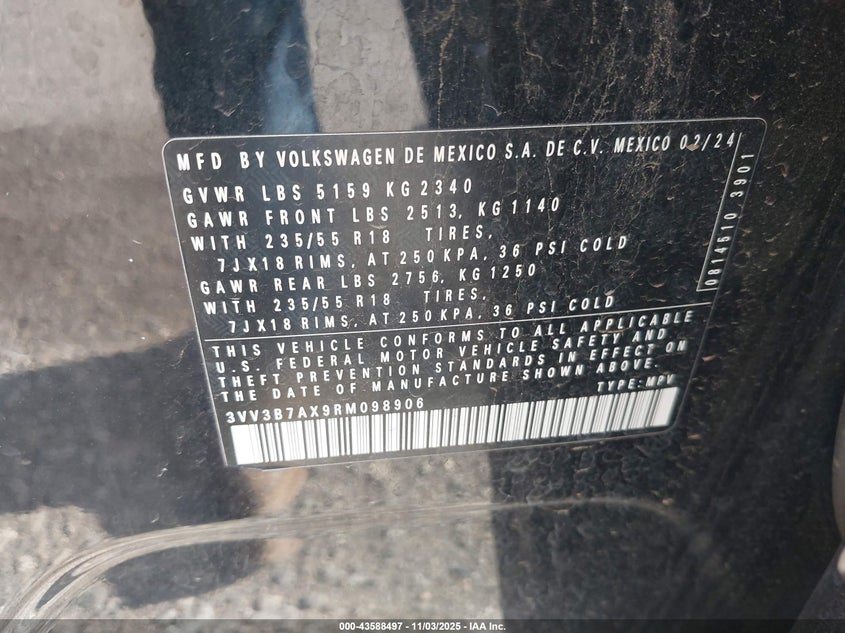 MFD BY VOLKSWAGEN DE MEXICO S.A. DE C.V. MEXICO 02/24
GVWR LBS 5159 KG 2340
GAWR FRONT LBS 2513, KG 1140
WITH 235/55 R18 TIRES,
7JX18 RIMS, AT 250 KPA, 36 PSI COLD
GAWR REAR LBS 2756, KG 1250
WITH 235/55 R18 TIRES,
7JX18 RIMS, AT 250 KPA, 36 PSI COLD
0814510 3901
THIS VEHICLE CONFORMS TO ALL APPLICABLE
U.S. FEDERAL MOTOR VEHICLE SAFETY AND
THEFT PREVENTION STANDARDS IN EFFECT ON
THE DATE OF MANUFACTURE SHOWN ABOVE.
TYPE: MPV
3VV3B7AX9RM098906
000-43588497 - 11/03/2025 - IAA Inc.